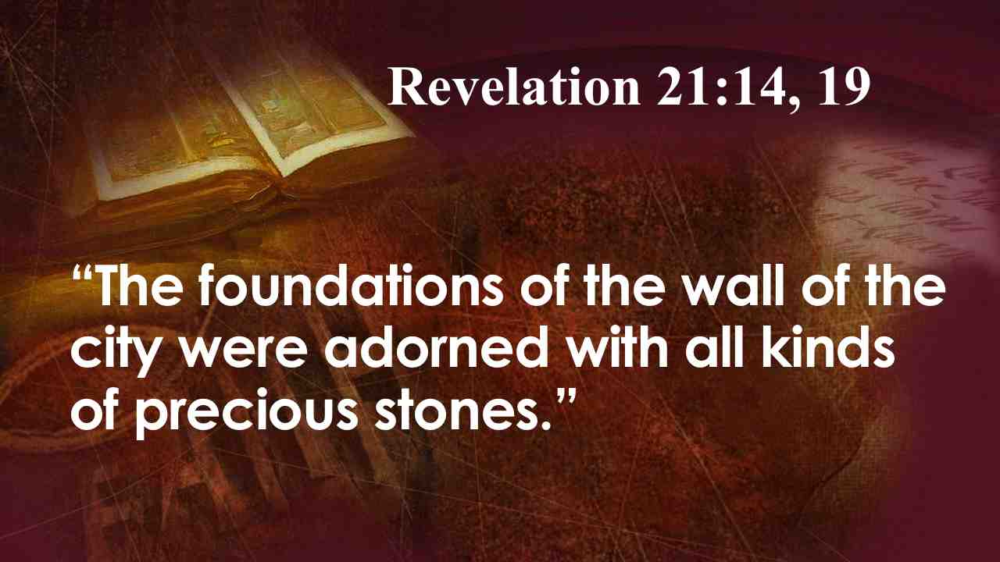 Revelation 21:14, 19
“The foundations of the wall of the
city were adorned with all kinds
of precious stones.”